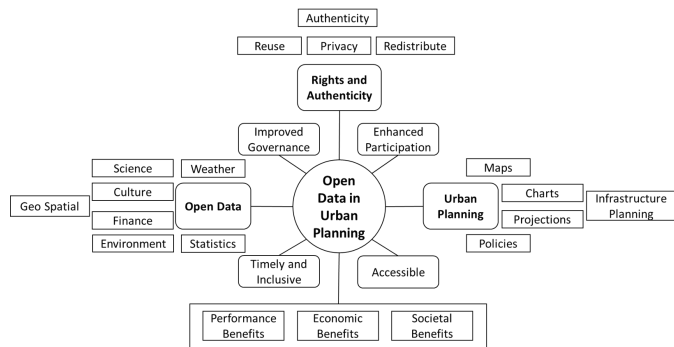 Authenticity
Reuse
Privacy
Redistribute
Rights and
Authenticity
Improved
Governance
Enhanced
Participation
Science
Weather
Culture
Geo Spatial
Open Data
Finance
Environment
Statistics
Open
Data in
Urban
Planning
Maps
Charts
Urban
Planning
Infrastructure
Planning
Projections
Policies
Timely and
Inclusive
Accessible
Performance
Benefits
Economic
Benefits
Societal
Benefits